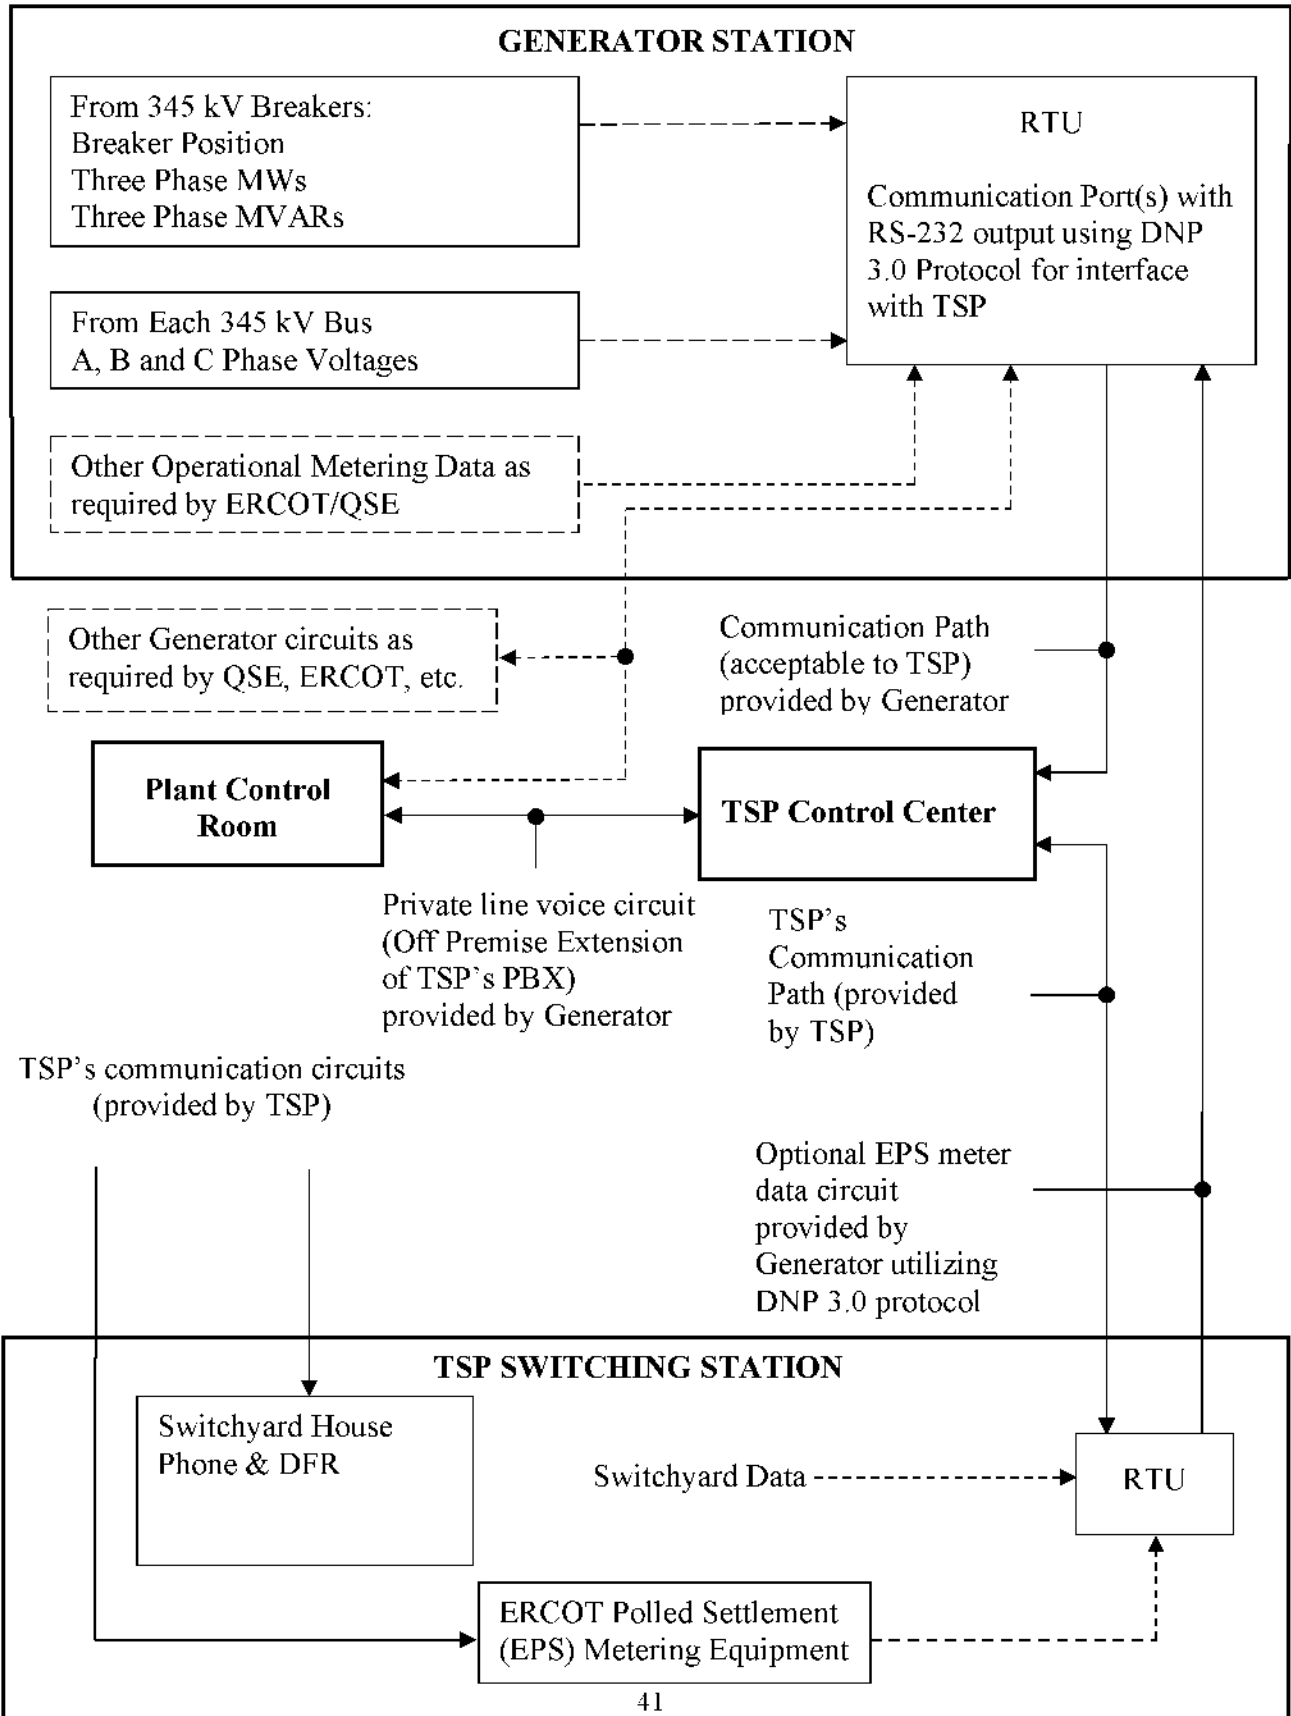 GENERATOR STATION
From 345 kV Breakers:
Breaker Position
Three Phase MWs
Three Phase MVARs
RTU
Communication Port(s) with
RS-232 output using DNP
3.0 Protocol for interface
with TSP
From Each 345 kV Bus
A, B and C Phase Voltages
Other Operational Metering Data as
required by ERCOT/QSE
Other Generator circuits as
required by QSE, ERCOT, etc.
Communication Path
(acceptable to TSP)
provided by Generator
Plant Control
Room
TSP Control Center
Private line voice circuit
(Off Premise Extension
of TSP's PBX)
provided by Generator
TSP's
Communication
Path (provided
by TSP)
TSP's communication circuits
(provided by TSP)
Optional EPS meter
data circuit
provided by
Generator utilizing
DNP 3.0 protocol
TSP SWITCHING STATION
Switchyard House
Phone & DFR
Switchyard Data
RTU
ERCOT Polled Settlement
(EPS) Metering Equipment
41